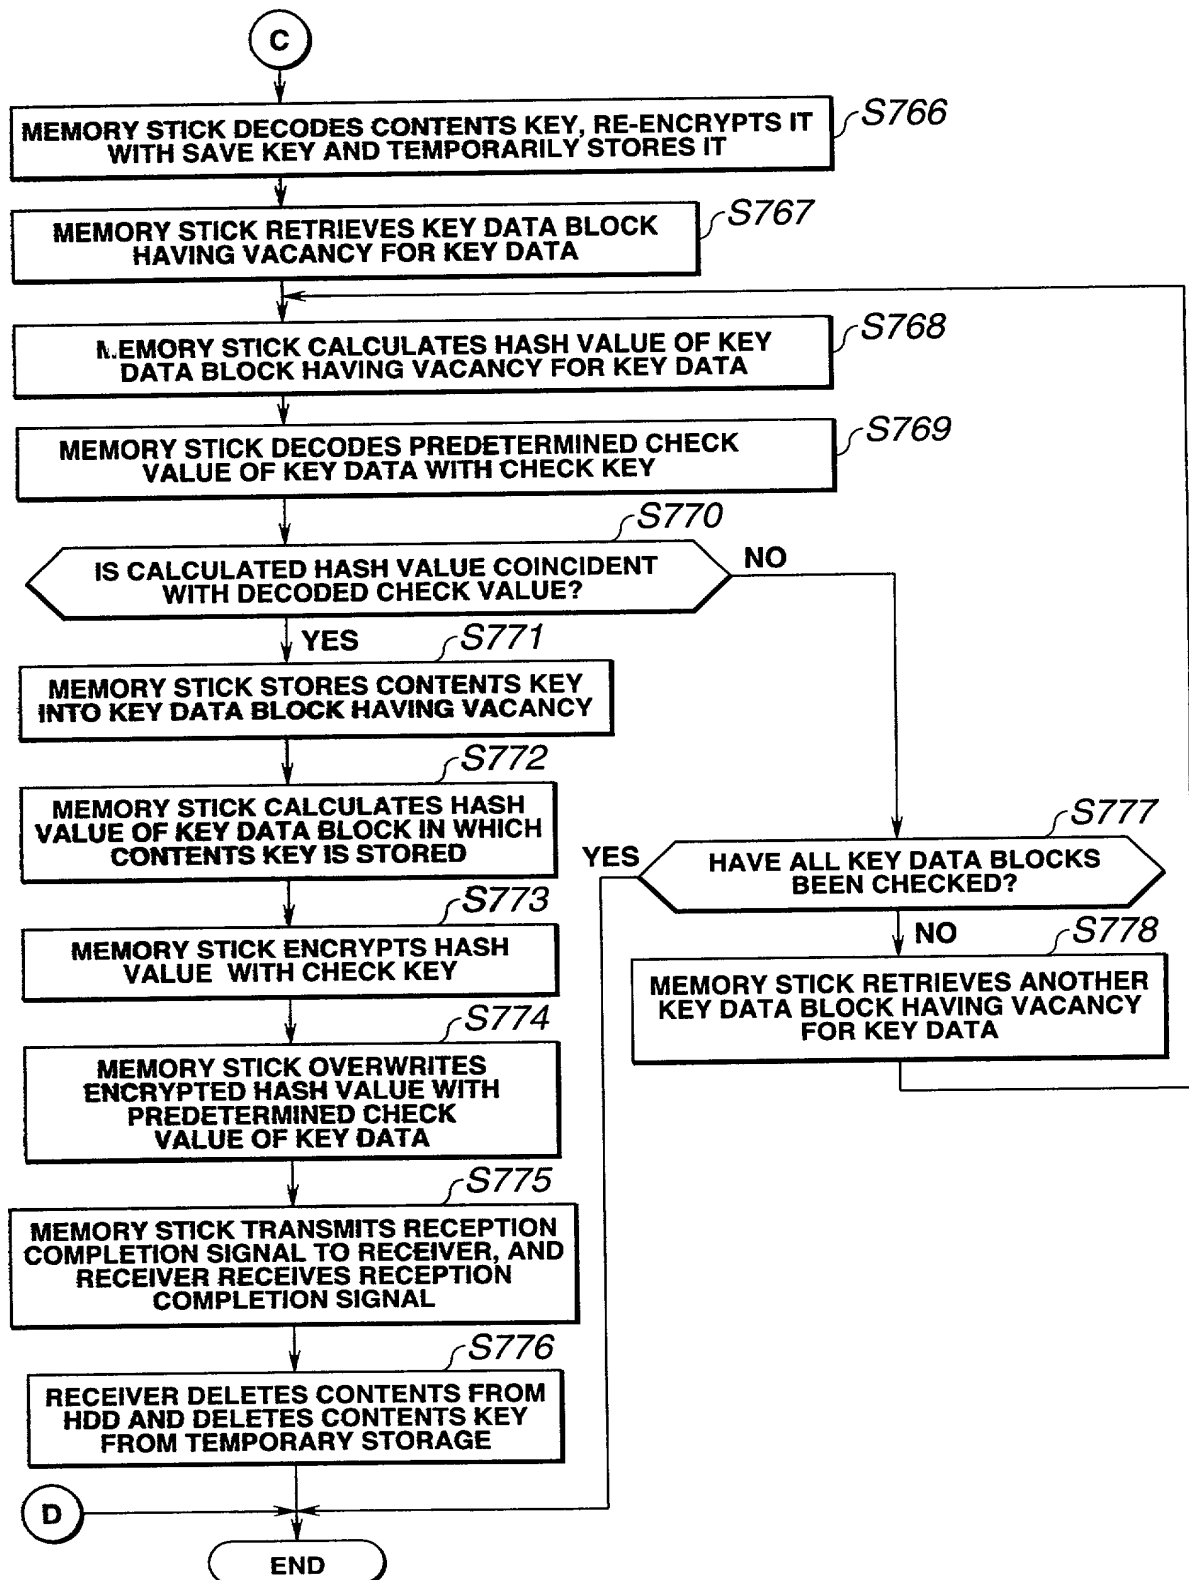 C
S766
MEMORY STICK DECODES CONTENTS KEY, RE-ENCRYPTS IT
WITH SAVE KEY AND TEMPORARILY STORES IT
S767
MEMORY STICK RETRIEVES KEY DATA BLOCK
HAVING VACANCY FOR KEY DATA
S768
MEMORY STICK CALCULATES HASH VALUE OF KEY
DATA BLOCK HAVING VACANCY FOR KEY DATA
S769
MEMORY STICK DECODES PREDETERMINED CHECK
VALUE OF KEY DATA WITH CHECK KEY
S770
IS CALCULATED HASH VALUE COINCIDENT
WITH DECODED CHECK VALUE?
NO
YES
S771
MEMORY STICK STORES CONTENTS KEY
INTO KEY DATA BLOCK HAVING VACANCY
S772
MEMORY STICK CALCULATES HASH
VALUE OF KEY DATA BLOCK IN WHICH
CONTENTS KEY IS STORED
S777
YES
HAVE ALL KEY DATA BLOCKS
BEEN CHECKED?
NO
S773
MEMORY STICK ENCRYPTS HASH
VALUE WITH CHECK KEY
S778
MEMORY STICK RETRIEVES ANOTHER
KEY DATA BLOCK HAVING VACANCY
FOR KEY DATA
S774
MEMORY STICK OVERWRITES
ENCRYPTED HASH VALUE WITH
PREDETERMINED CHECK
VALUE OF KEY DATA
S775
MEMORY STICK TRANSMITS RECEPTION
COMPLETION SIGNAL TO RECEIVER, AND
RECEIVER RECEIVES RECEPTION
COMPLETION SIGNAL
S776
RECEIVER DELETES CONTENTS FROM
HDD AND DELETES CONTENTS KEY
FROM TEMPORARY STORAGE
D
END